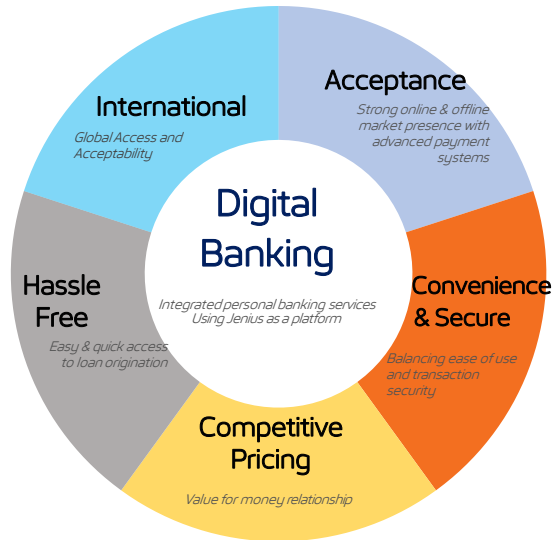 Acceptance
Strong online & offline
market presence with
advanced payment
systems
International
Global Access and
Acceptability
Digital
Banking
Integrated personal banking services
Using Jenius as a platform
Hassle
Free
Easy & quick access
to loan origination
Convenience
& Secure
Balancing ease of use
and transaction
security
Competitive
Pricing
Value for money relationship